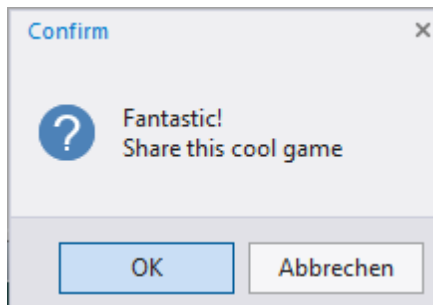 Confirm
Fantastic!
Share this cool game
OK
Abbrechen